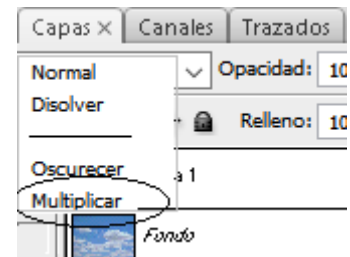 Capas × Canales Trazados
Normal Opacidad: 10
Disolver
Relleno: 10
Oscurecer a 1
Multiplicar
Fondo